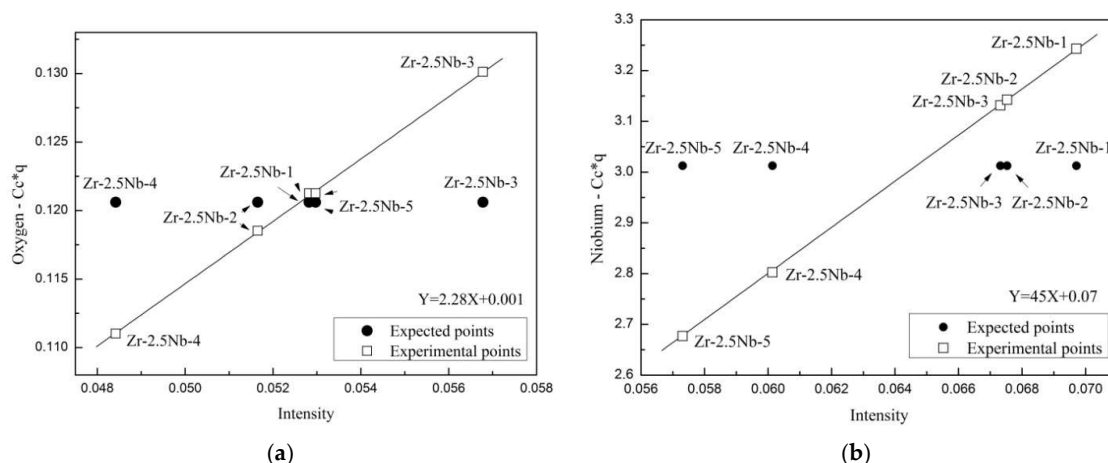 Oxygen - Cc*q
0.130
0.125
0.120
0.115
0.110
Zr-2.5Nb-3
Zr-2.5Nb-1
Zr-2.5Nb-4
Zr-2.5Nb-3
Zr-2.5Nb-2
Zr-2.5Nb-5
Zr-2.5Nb-4
Y=2.28X+0.001
Expected points
Experimental points
0.048 0.050 0.052 0.054 0.056 0.058
Intensity
(a)
Niobium - Cc*q
3.3
3.2
3.1
3.0
2.9
2.8
2.7
2.6
Zr-2.5Nb-1
Zr-2.5Nb-2
Zr-2.5Nb-3
Zr-2.5Nb-5 Zr-2.5Nb-4 Zr-2.5Nb-1
Zr-2.5Nb-3 Zr-2.5Nb-2
Zr-2.5Nb-4
Zr-2.5Nb-5
Y=45X+0.07
Expected points
Experimental points
0.056 0.058 0.060 0.062 0.064 0.066 0.068 0.070
Intensity
(b)